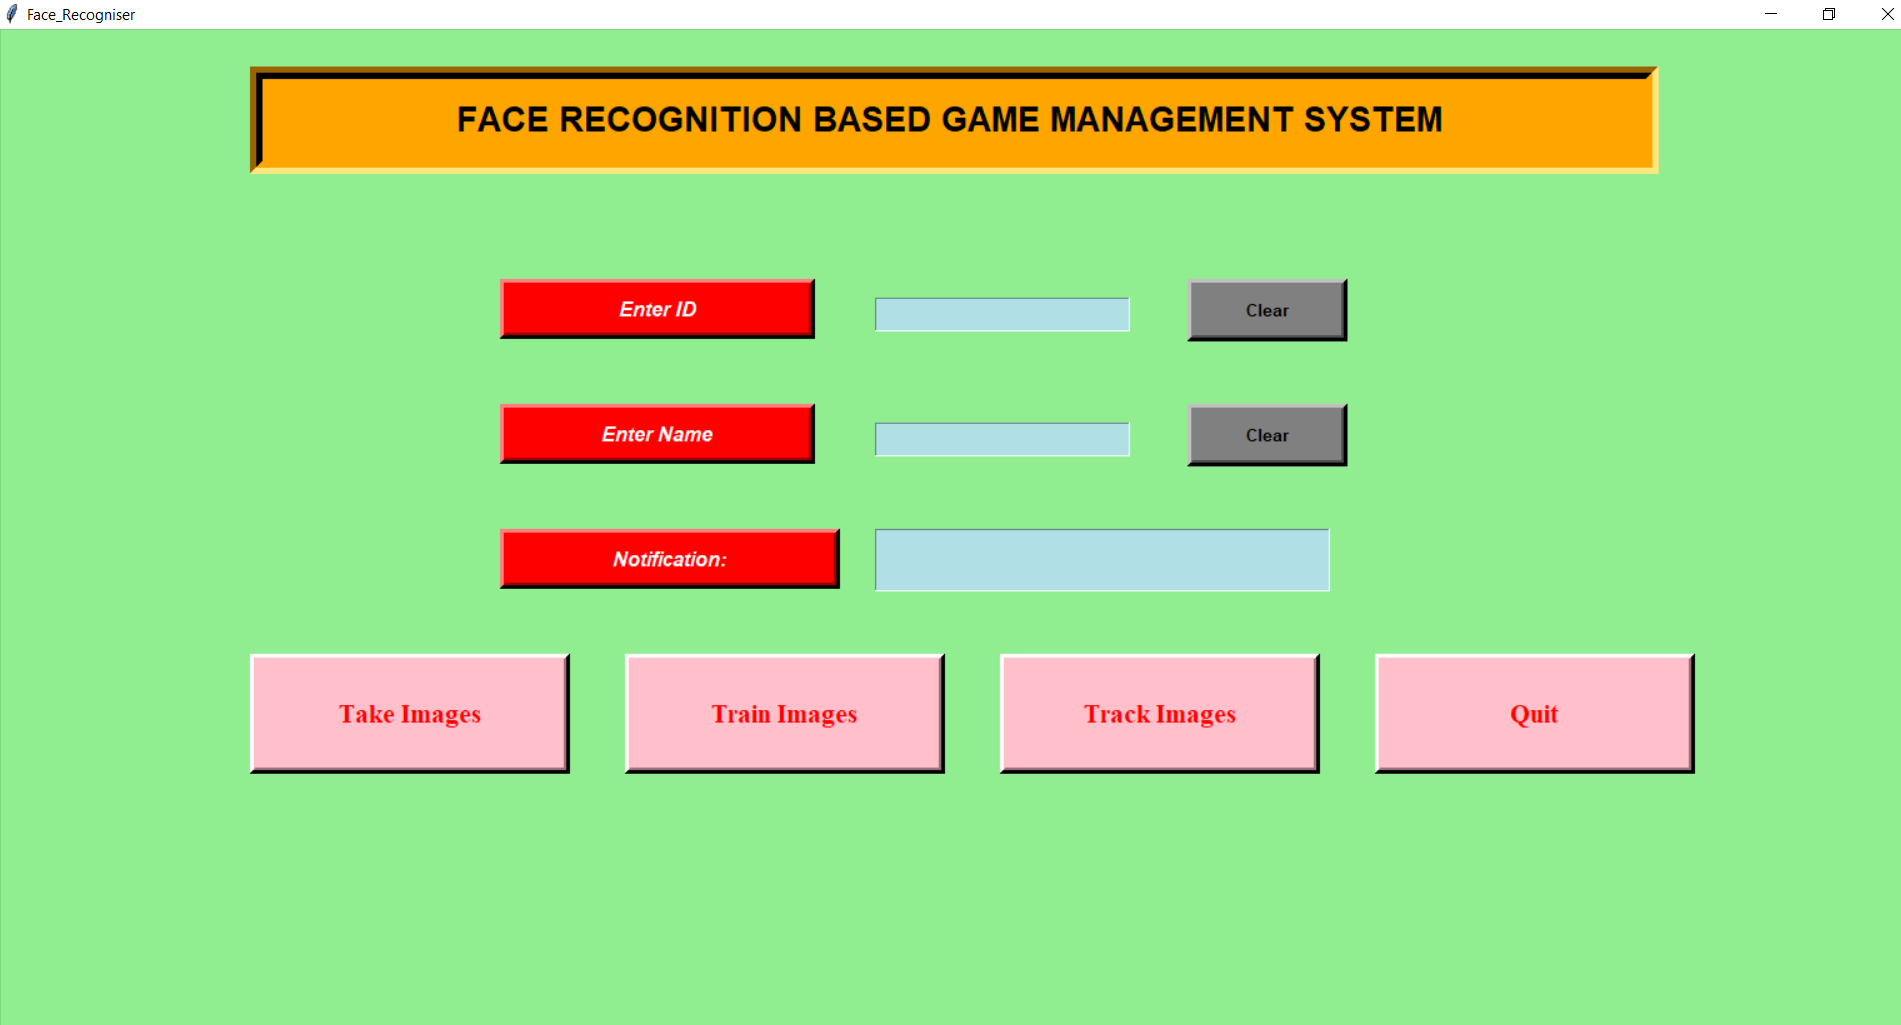 Face_Recogniser
FACE RECOGNITION BASED GAME MANAGEMENT SYSTEM
Enter ID
Clear
Enter Name
Clear
Notification:
Take Images
Train Images
Track Images
Quit